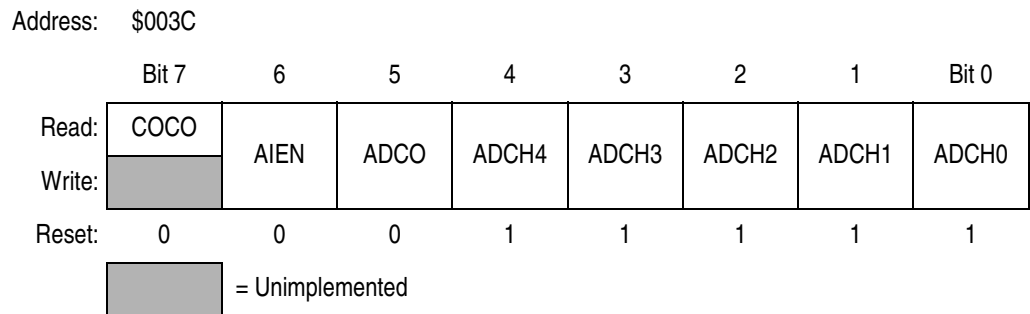 Address: $003C
Bit 7 6 5 4 3 2 1 Bit 0
Read: COCO AIEN ADCO ADCH4 ADCH3 ADCH2 ADCH1 ADCH0
Write:
Reset: 0 0 0 1 1 1 1 1
= Unimplemented